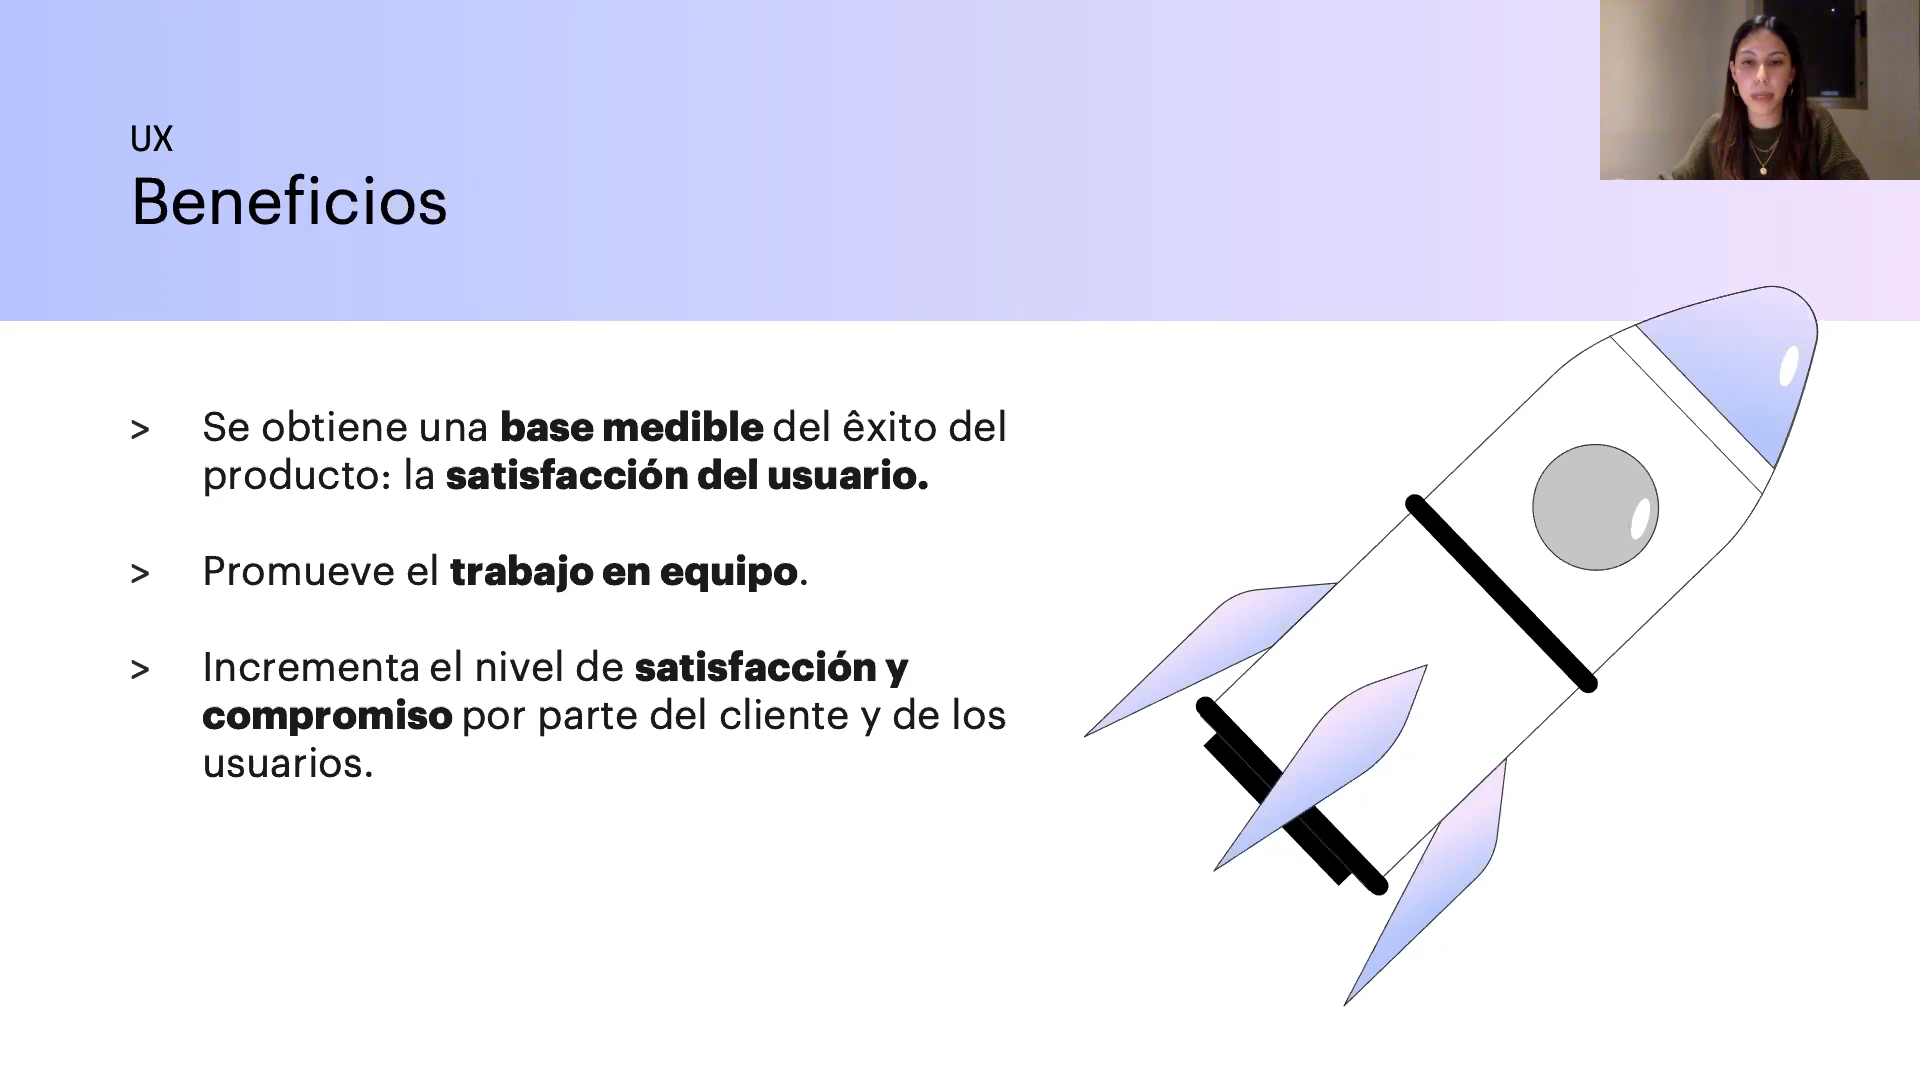 UX
Beneficios
> Se obtiene una base medible del êxito del
producto: la satisfacción del usuario.
> Promueve el trabajo en equipo.
> Incrementa el nivel de satisfacción y
compromiso por parte del cliente y de los
usuarios.